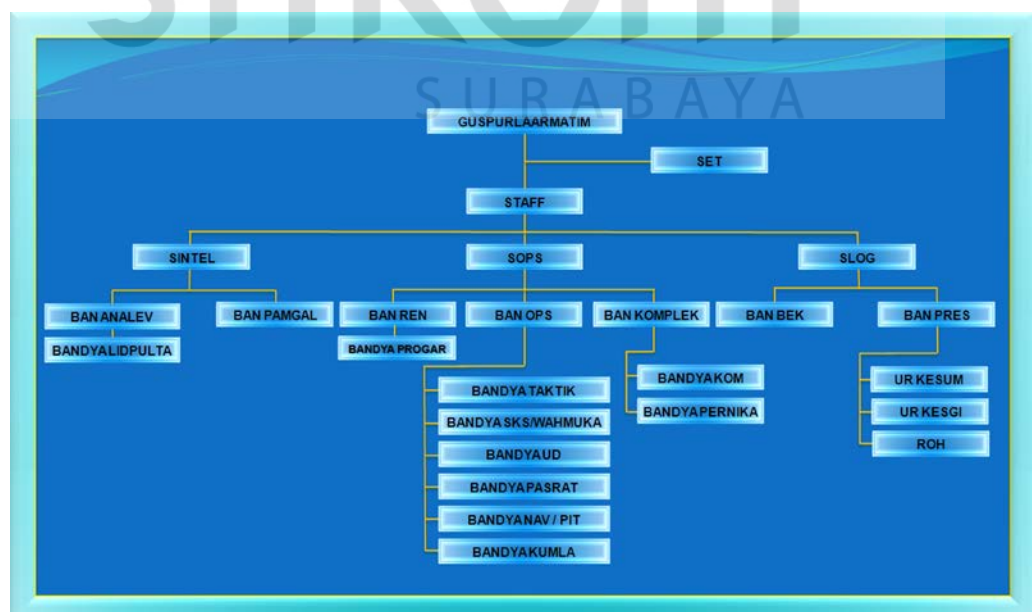 SURABAYA
GUSPURLAARMATIM
SET
STAFF
SINTEL
SOPS
SLOG
BAN ANALEV
BAN PAMGAL
BAN REN
BAN OPS
BAN KOMPLEK
BAN BEK
BAN PRES
BANDYALIDPULTA
BANDYA PROGAR
BANDYA TAKTIK
BANDYA SKS/WAHMUKA
BANDYAUD
BANDYAPASRAT
BANDYANAV / PIT
BANDYAKUMLA
BANDYAKOM
BANDYAPERNIKA
UR KESUM
UR KESGI
ROH